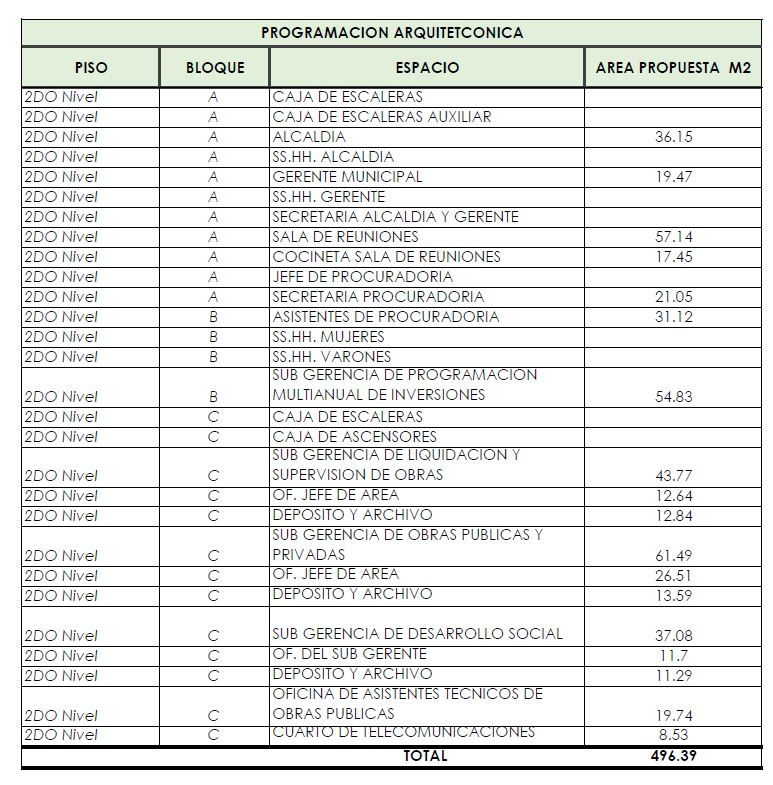 PROGRAMACION ARQUITETCONICA
PISO BLOQUE ESPACIO AREA PROPUESTA M2
2DO Nivel A CAJA DE ESCALERAS
2DO Nivel A CAJA DE ESCALERAS AUXILIAR
2DO Nivel A ALCALDIA 36.15
2DO Nivel A SS.HH. ALCALDIA
2DO Nivel A GERENTE MUNICIPAL 19.47
2DO Nivel A SS.HH. GERENTE
2DO Nivel A SECRETARIA ALCALDIA Y GERENTE
2DO Nivel A SALA DE REUNIONES 57.14
2DO Nivel A COCINETA SALA DE REUNIONES 17.45
2DO Nivel A JEFE DE PROCURADORIA
2DO Nivel A SECRETARIA PROCURADORIA 21.05
2DO Nivel B ASISTENTES DE PROCURADORIA 31.12
2DO Nivel B SS.HH. MUJERES
2DO Nivel B SS.HH. VARONES
SUB GERENCIA DE PROGRAMACION
2DO Nivel B MULTIANUAL DE INVERSIONES 54.83
2DO Nivel C CAJA DE ESCALERAS
2DO Nivel C CAJA DE ASCENSORES
SUB GERENCIA DE LIQUIDACION Y
2DO Nivel C SUPERVISION DE OBRAS 43.77
2DO Nivel C OF. JEFE DE AREA 12.64
2DO Nivel C DEPOSITO Y ARCHIVO 12.84
SUB GERENCIA DE OBRAS PUBLICAS Y
2DO Nivel C PRIVADAS 61.49
2DO Nivel C OF. JEFE DE AREA 26.51
2DO Nivel C DEPOSITO Y ARCHIVO 13.59
2DO Nivel C SUB GERENCIA DE DESARROLLO SOCIAL 37.08
2DO Nivel C OF. DEL SUB GERENTE 11.7
2DO Nivel C DEPOSITO Y ARCHIVO 11.29
OFICINA DE ASISTENTES TECNICOS DE
2DO Nivel C OBRAS PUBLICAS 19.74
2DO Nivel C CUARTO DE TELECOMUNICACIONES 8.53
TOTAL 496.39